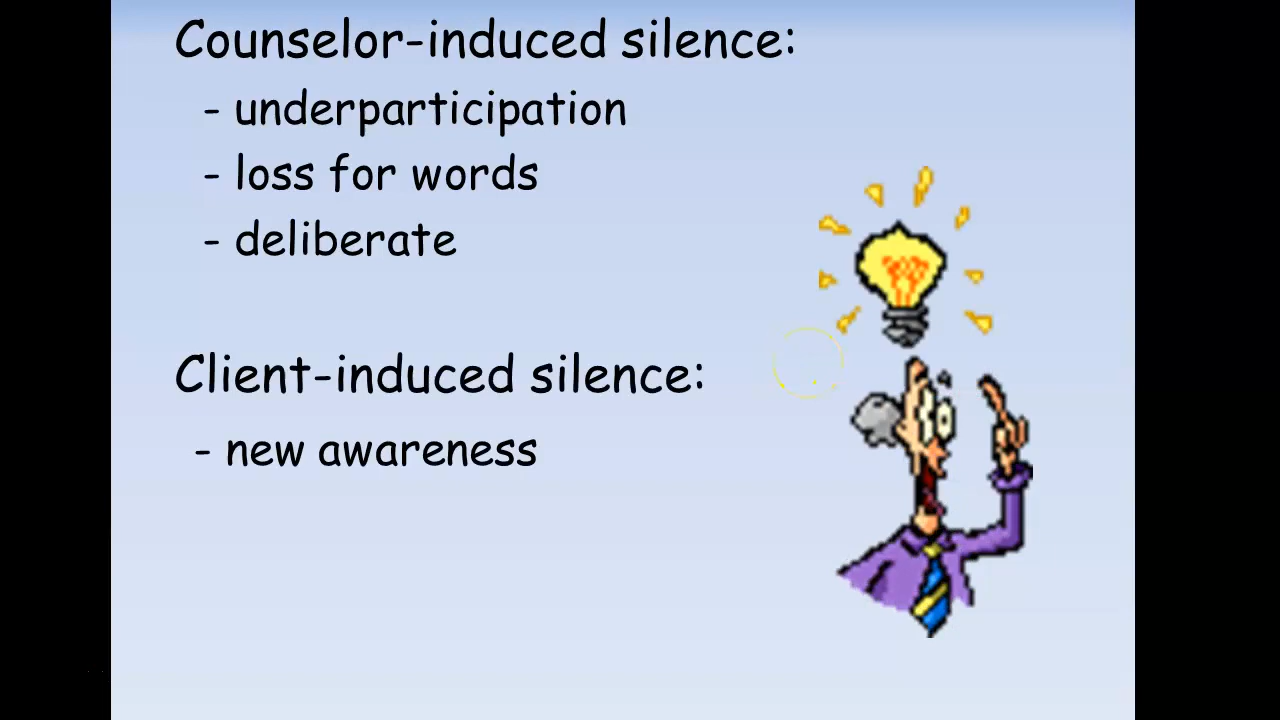 Counselor-induced silence:
- underparticipation
- loss for words
- deliberate
Client-induced silence:
- new awareness